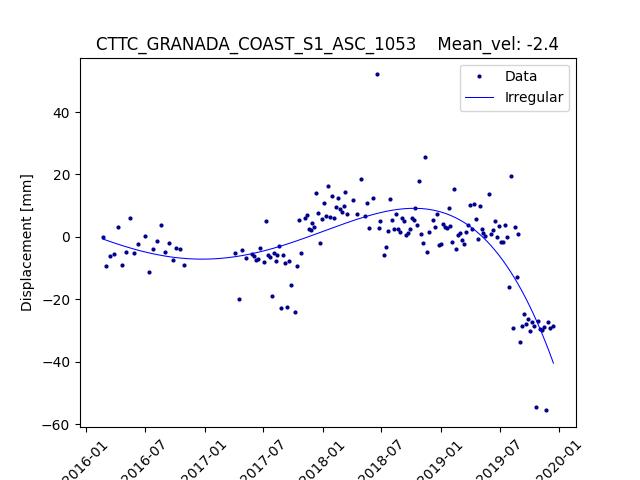 CTTC_GRANADA_COAST_S1_ASC_1053 Mean_vel: -2.4
Data
Irregular
Displacement [mm]
40
20
0
−20
−40
−60
2016-01 2016-07 2017-01 2017-07 2018-01 2018-07 2019-01 2019-07 2020-01